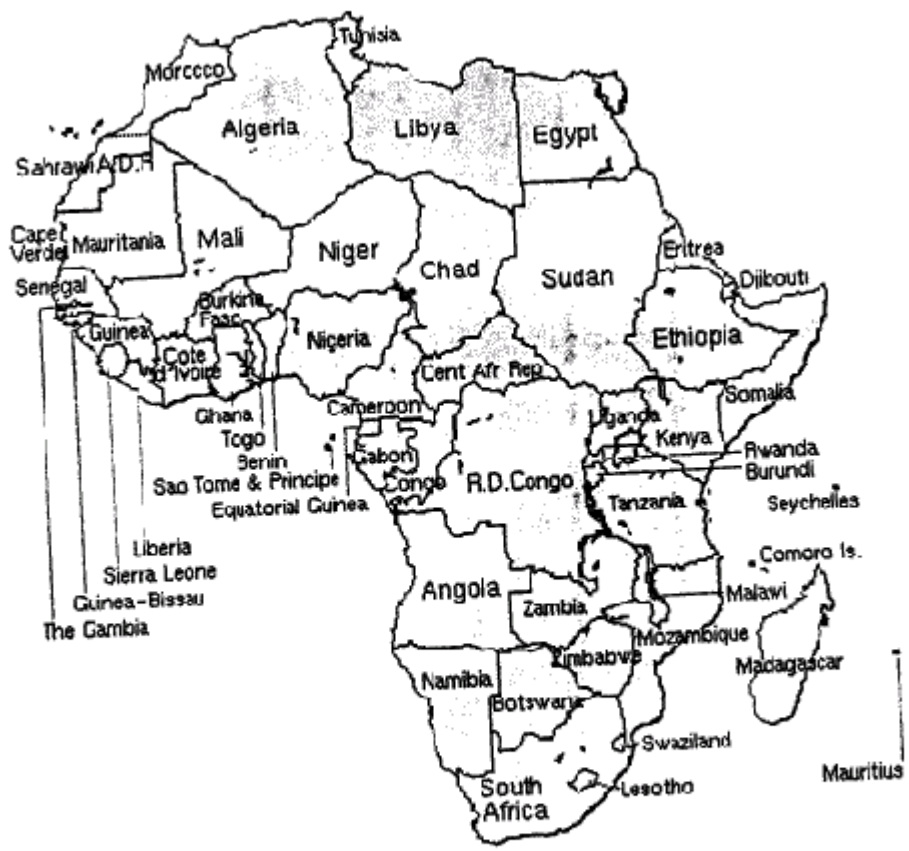 Tunisia
Morccco
Algeria
Libya
Egypt
Sahrawi A/D.R
Cape
Verde
Mauritania
Mali
Niger
Chad
Sudan
Eritrea
Djibouti
Senegal
Burkina
Fasc
Guinea
Nigeria
Ethiopia
Cote
d'Ivoire
Cent Afr Rep
Somalia
Ghana
Cameroon
Uganda
Kenya
Togo
Benin
Gabon
Congo
R.D.Congo
Rwanda
Burundi
Sao Tome & Principe
Equatorial Guinea
Tanzania
Seychelles
Liberia
Sierra Leone
Guinea-Bissau
The Gambia
Comoro Is.
Angola
Zambia
Malawi
Mozambique
Zimbabwe
Madagascar
Namibia
Botswana
Swaziland
Mauritius
South
Africa
Lesotho